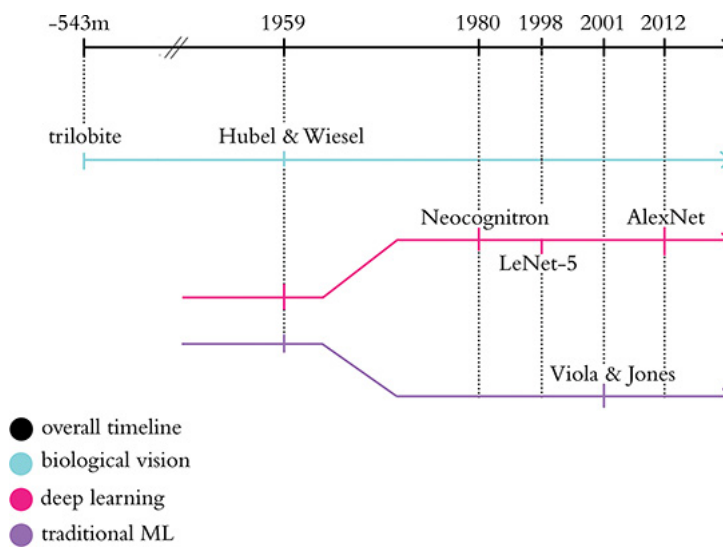 -543m 1959 1980 1998 2001 2012
trilobite Hubel & Wiesel
Neocognitron AlexNet
LeNet-5
Viola & Jones
overall timeline
biological vision
deep learning
traditional ML